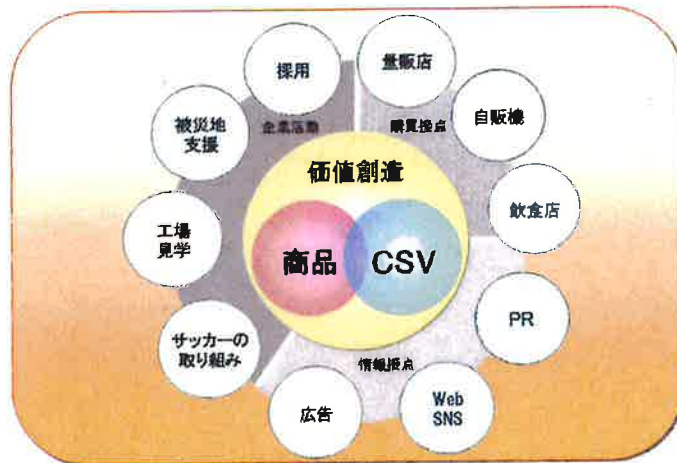 採用
量販店
被災地
支援
企業活動
購買接点
自販機
価値創造
工場
見学
飲食店
商品
CSV
PR
サッカーの
取り組み
情報接点
広告
Web
SNS